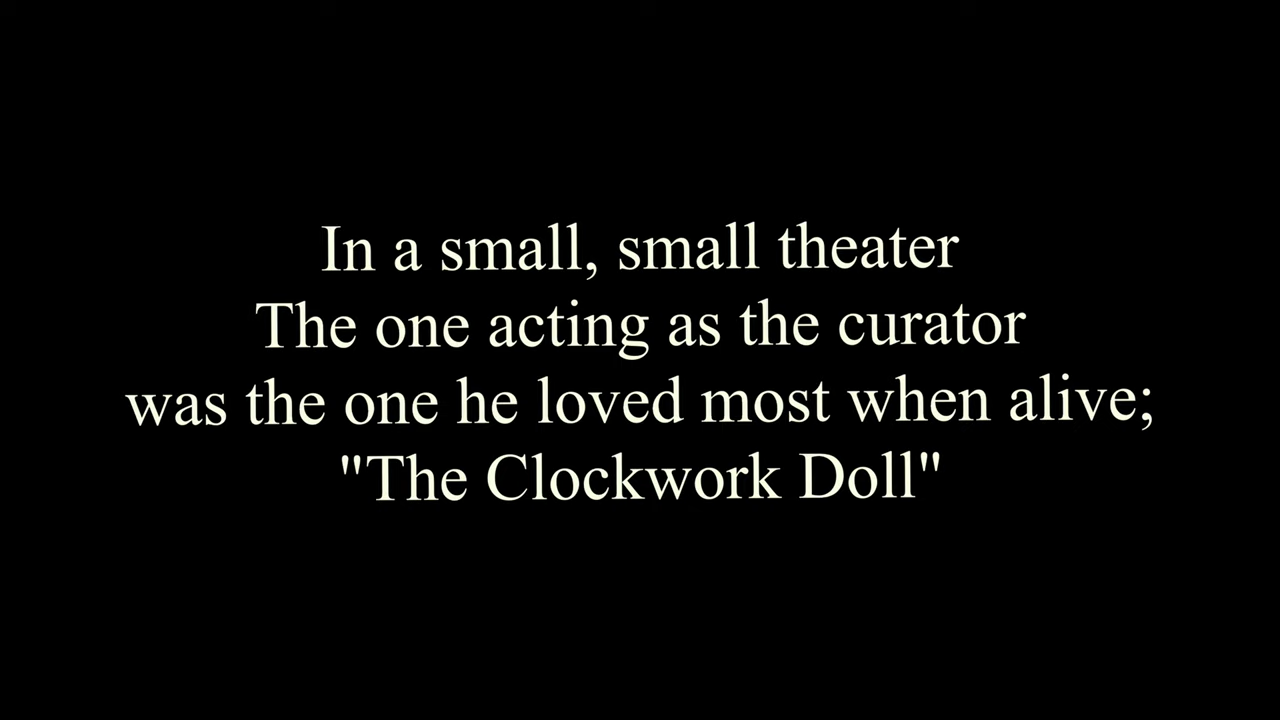 In a small, small theater
The one acting as the curator
was the one he loved most when alive;
"The Clockwork Doll"